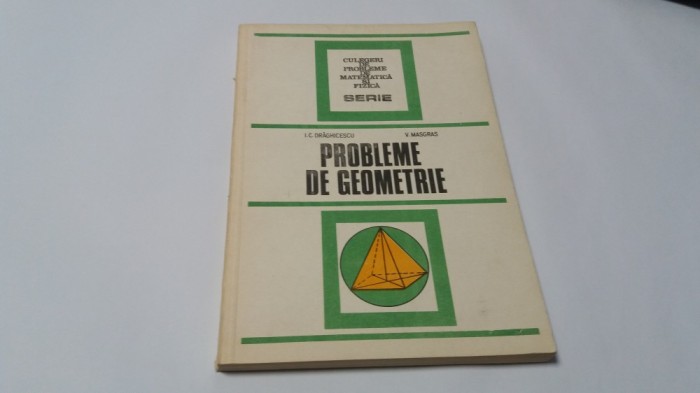 CULEGERI
DE
PROBLEME
DE
MATEMATICĂ
ȘI
FIZICĂ
SERIE
I.C. DRĂGHICESCU V. MASGRAS
PROBLEME
DE GEOMETRIE